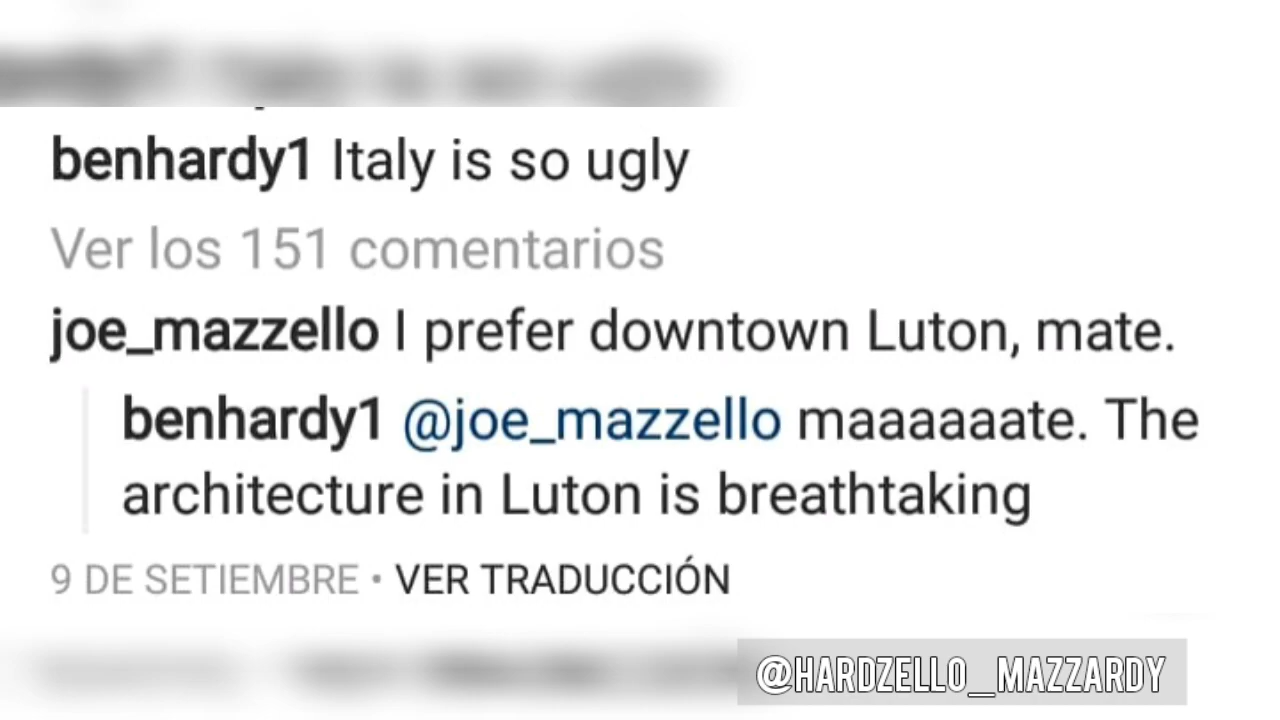 benhardy1 Italy is so ugly
Ver los 151 comentarios
joe_mazzello I prefer downtown Luton, mate.
benhardy1 @joe_mazzello maaaaaate. The
architecture in Luton is breathtaking
9 DE SETIEMBRE • VER TRADUCCIÓN
@HARDZELLO_MAZZARDY